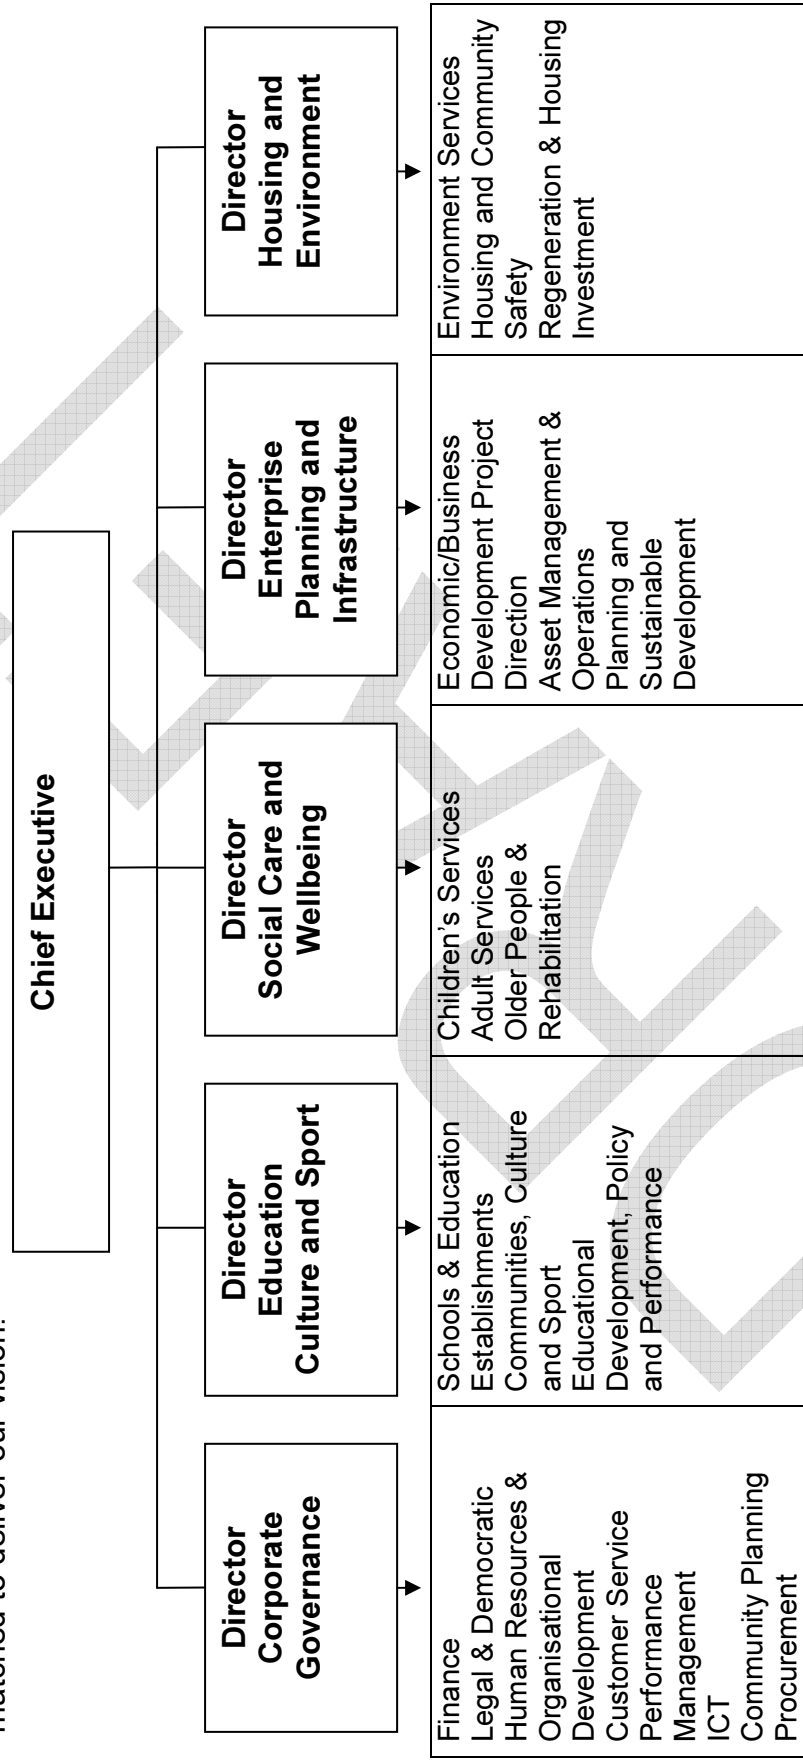 matched to deliver our vision.
Chief Executive
Director
Corporate
Governance
Director
Education
Culture and Sport
Director
Social Care and
Wellbeing
Director
Enterprise
Planning and
Infrastructure
Director
Housing and
Environment
Finance
Legal & Democratic
Human Resources &
Organisational
Development
Customer Service
Performance
Management
ICT
Community Planning
Procurement
Schools & Education
Establishments
Communities, Culture
and Sport
Educational
Development, Policy
and Performance
Children’s Services
Adult Services
Older People &
Rehabilitation
Economic/Business
Development Project
Direction
Asset Management &
Operations
Planning and
Sustainable
Development
Environment Services
Housing and Community
Safety
Regeneration & Housing
Investment